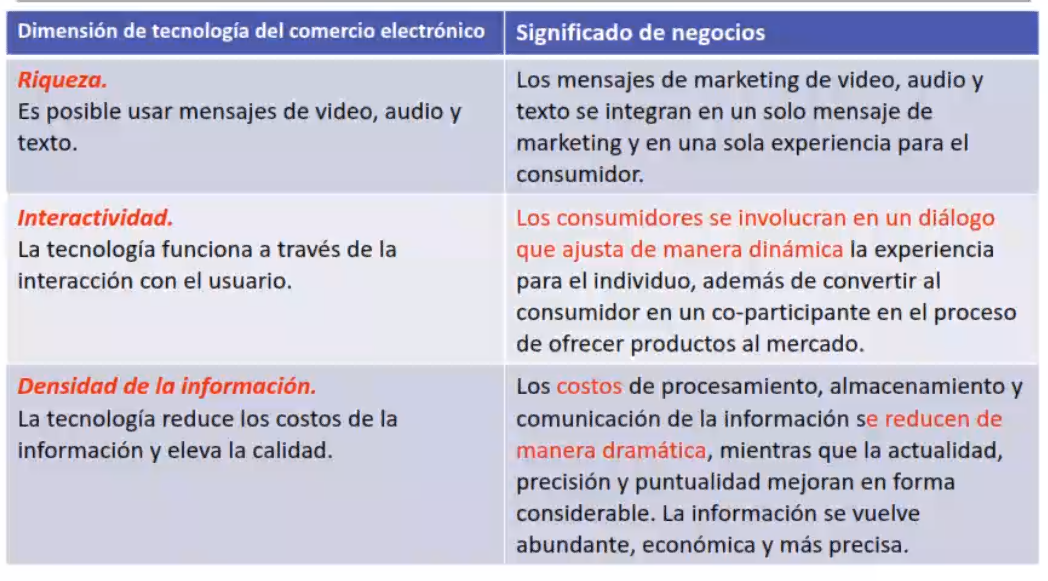 Dimensión de tecnología del comercio electrónico
Significado de negocios
Riqueza.
Es posible usar mensajes de video, audio y
texto.
Los mensajes de marketing de video, audio y
texto se integran en un solo mensaje de
marketing y en una sola experiencia para el
consumidor.
Interactividad.
La tecnología funciona a través de la
interacción con el usuario.
Los consumidores se involucran en un diálogo
que ajusta de manera dinámica la experiencia
para el individuo, además de convertir al
consumidor en un co-participante en el proceso
de ofrecer productos al mercado.
Densidad de la información.
La tecnología reduce los costos de la
información y eleva la calidad.
Los costos de procesamiento, almacenamiento y
comunicación de la información se reducen de
manera dramática, mientras que la actualidad,
precisión y puntualidad mejoran en forma
considerable. La información se vuelve
abundante, económica y más precisa.